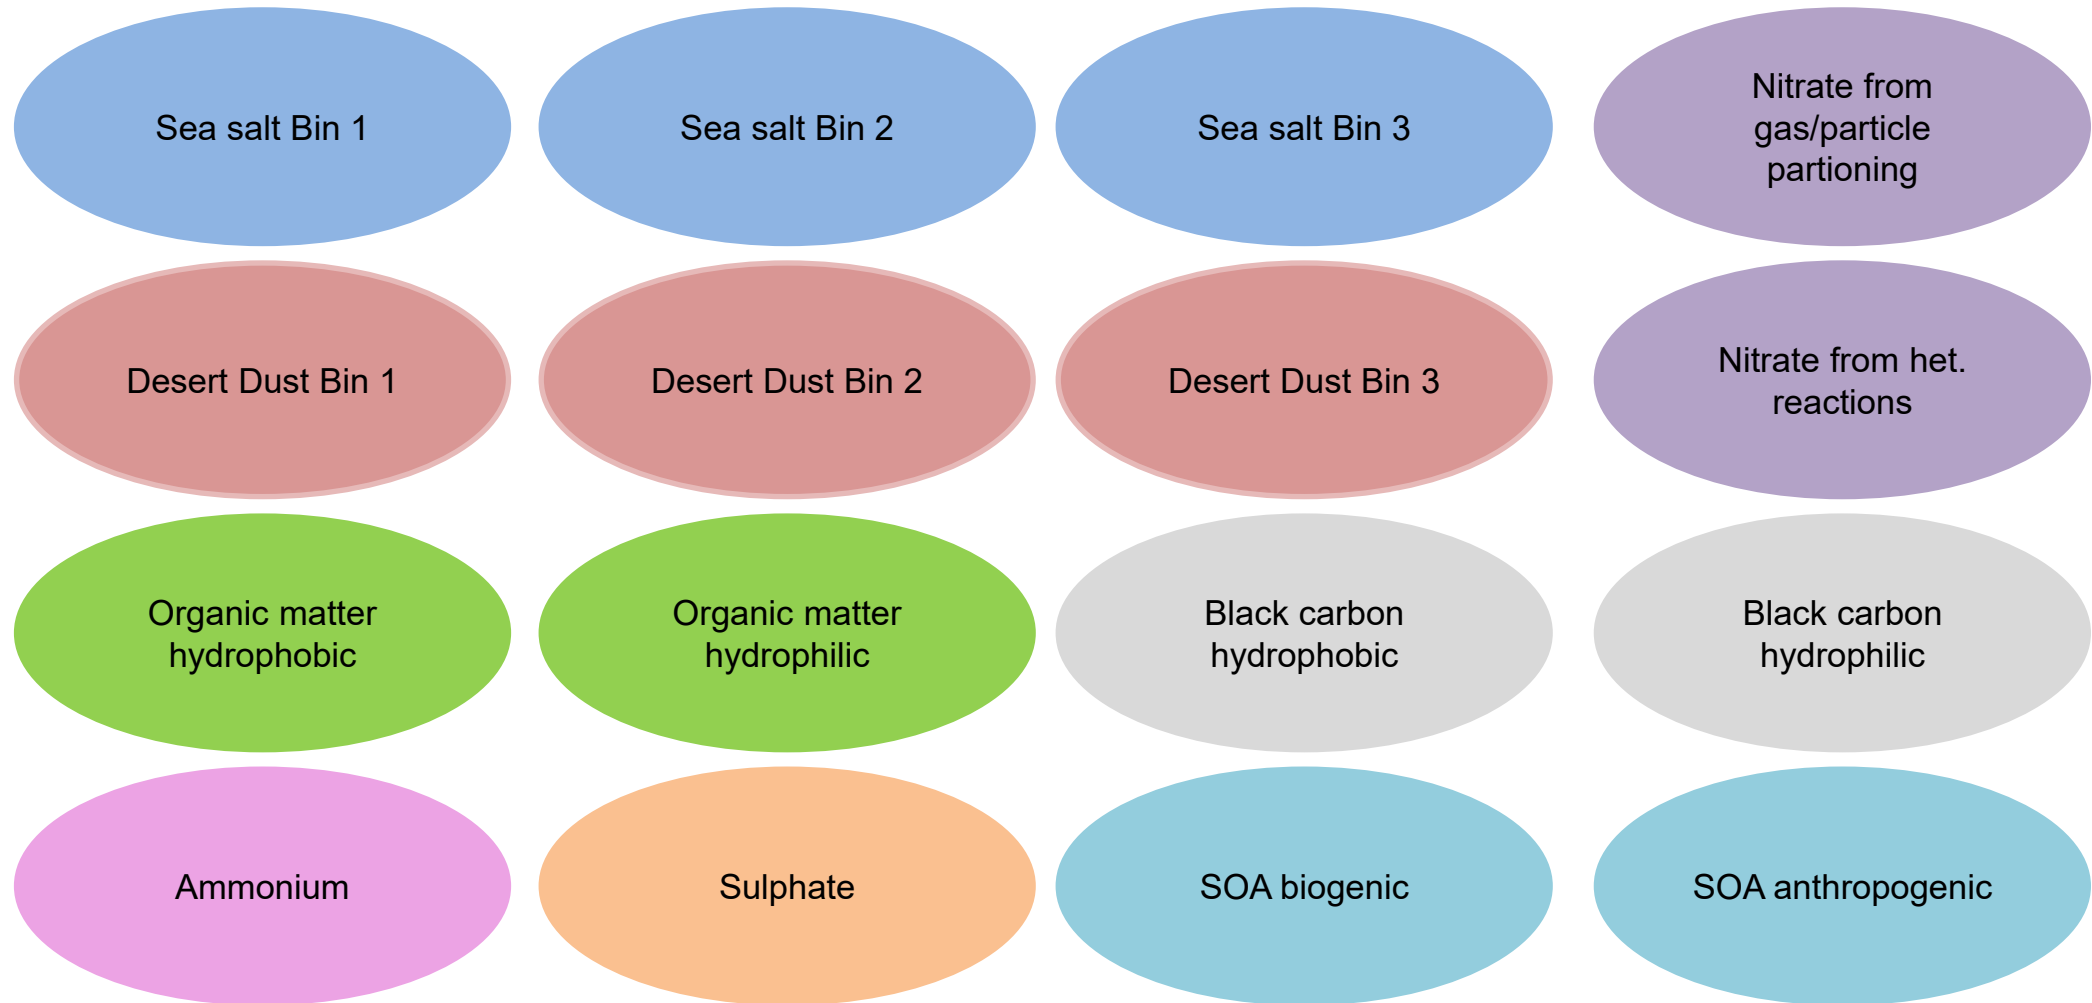 Sea salt Bin 1
Sea salt Bin 2
Sea salt Bin 3
Nitrate from
gas/particle
partioning
Desert Dust Bin 1
Desert Dust Bin 2
Desert Dust Bin 3
Nitrate from het.
reactions
Organic matter
hydrophobic
Organic matter
hydrophilic
Black carbon
hydrophobic
Black carbon
hydrophilic
Ammonium
Sulphate
SOA biogenic
SOA anthropogenic